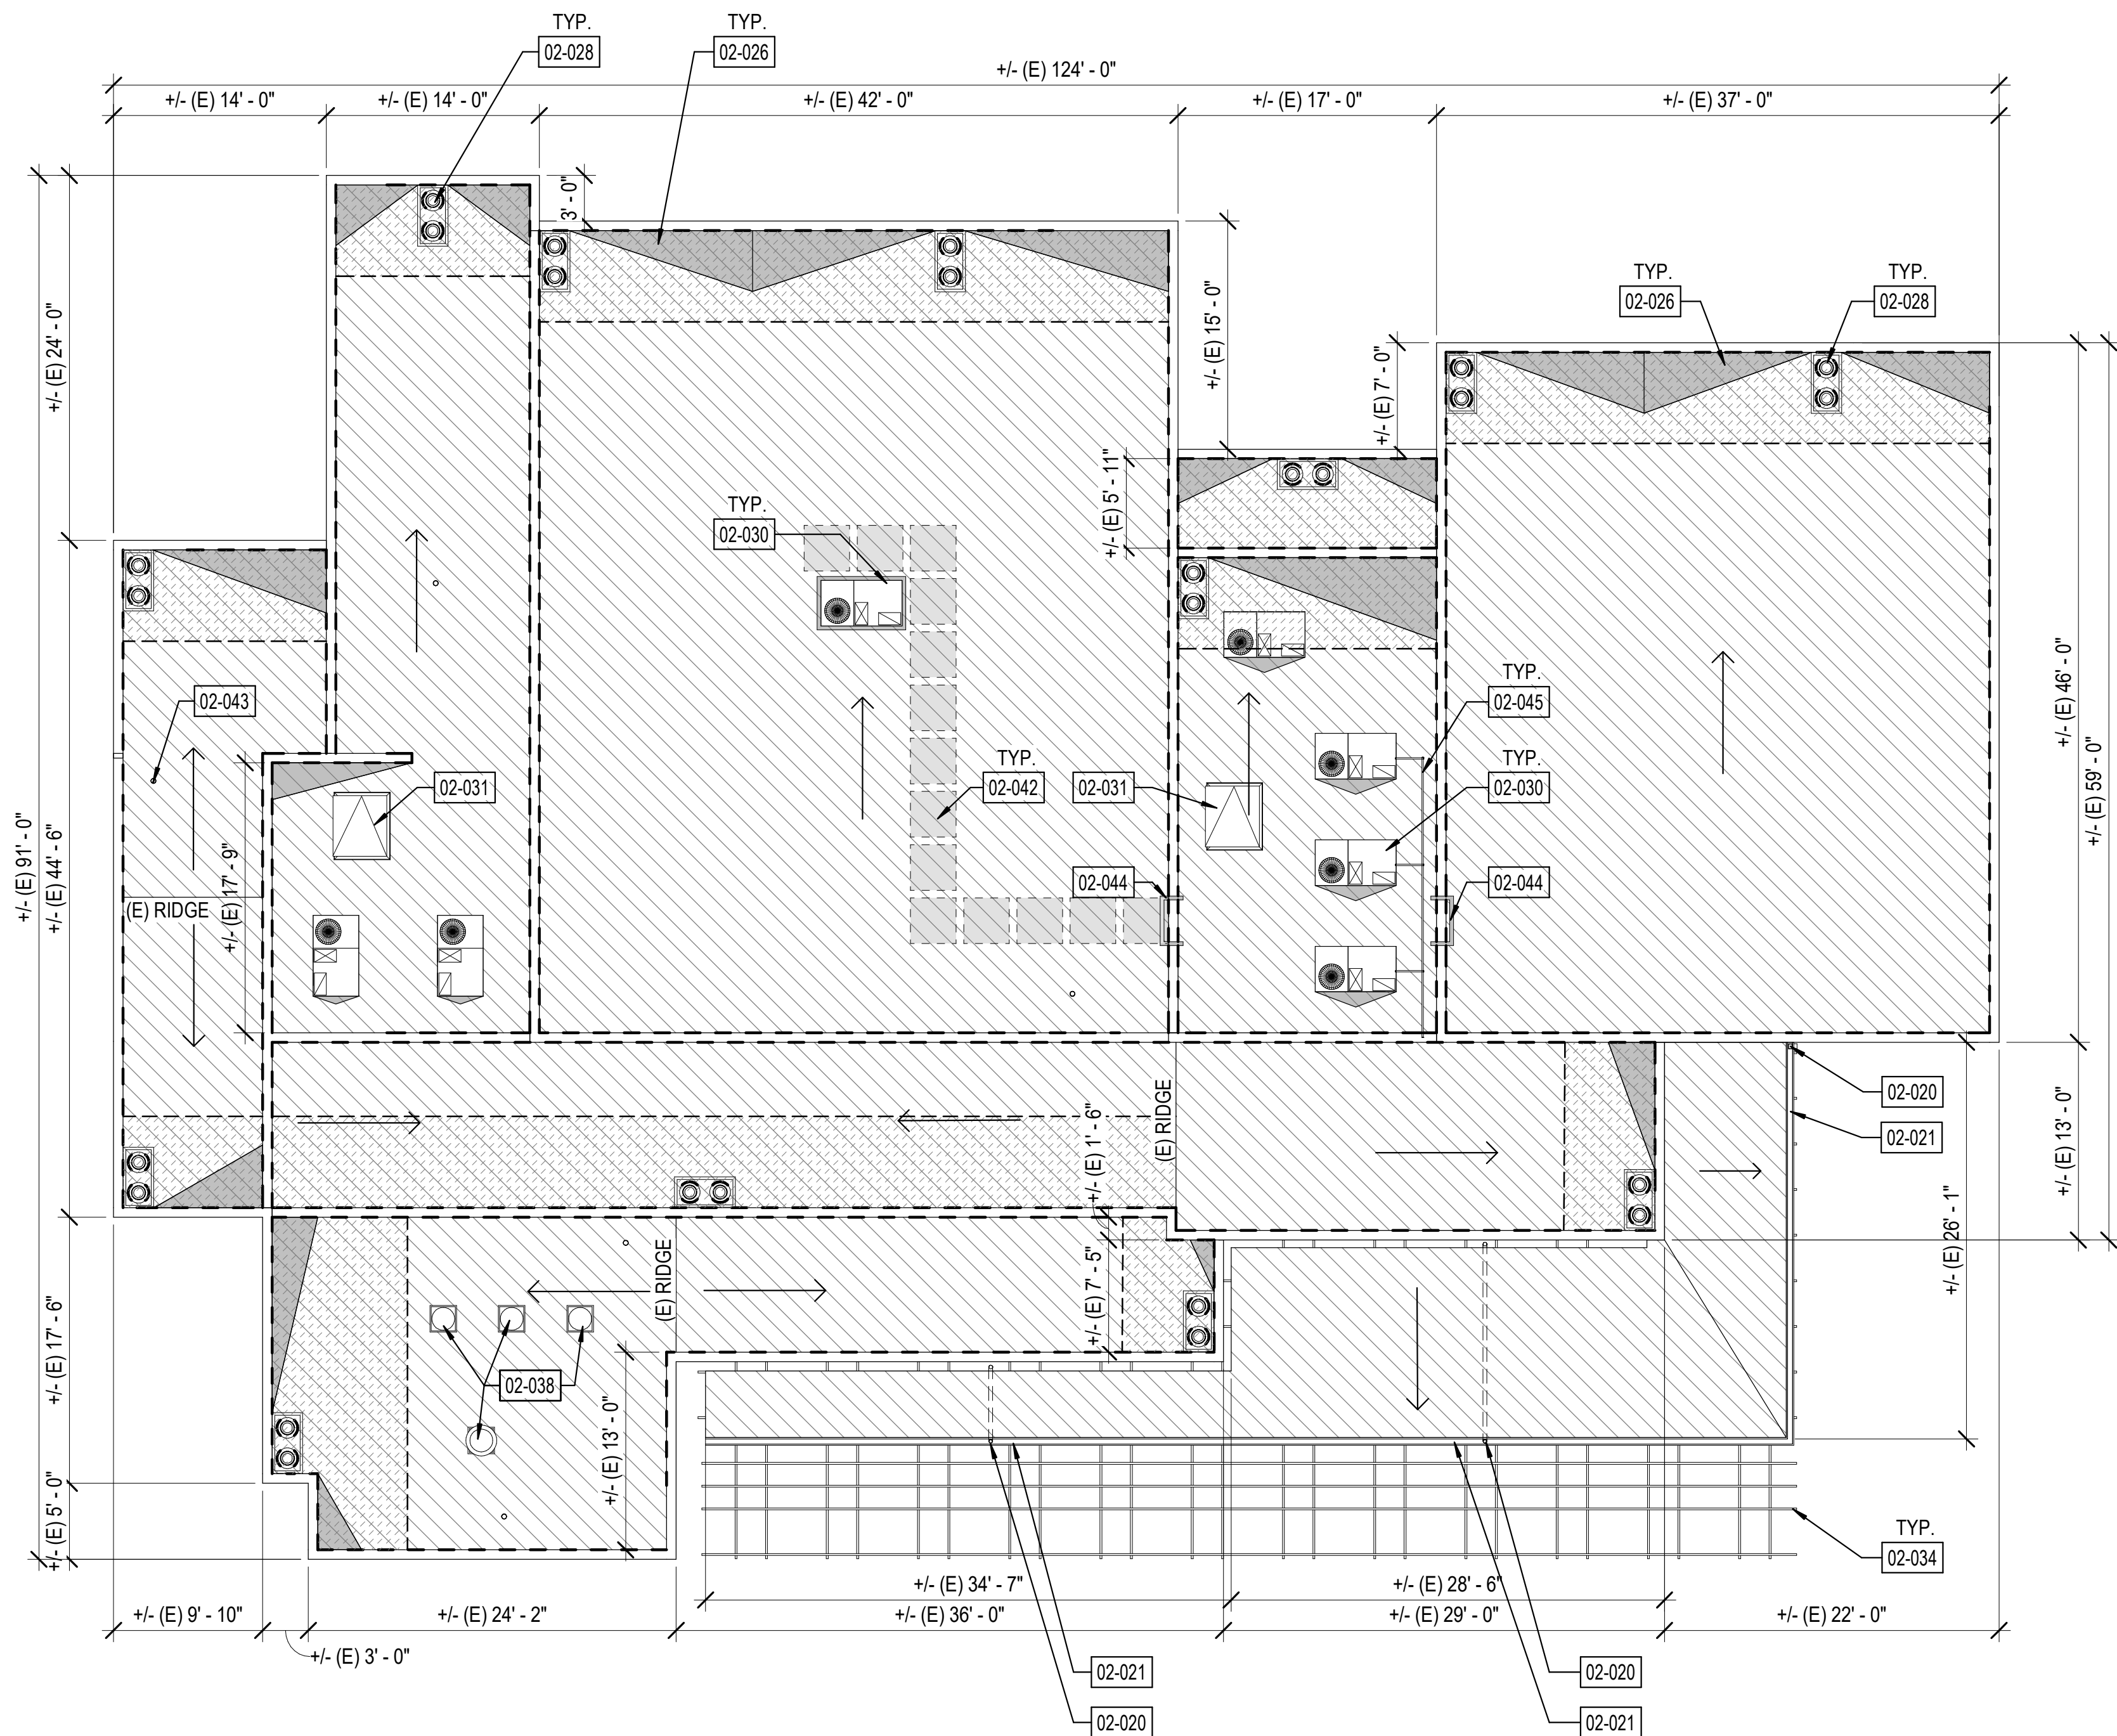 TYP.
02-028
TYP.
02-026
+/- (E) 124' - 0"
+/- (E) 14' - 0"
+/- (E) 14' - 0"
+/- (E) 42' - 0"
+/- (E) 17' - 0"
+/- (E) 37' - 0"
3' - 0"
TYP.
02-026
TYP.
02-028
+/- (E) 24' - 0"
+/- (E) 15' - 0"
+/- (E) 7' - 0"
+/- (E) 5' - 11"
TYP.
02-030
02-043
TYP.
02-045
+/- (E) 46' - 0"
+/- (E) 59' - 0"
02-031
TYP.
02-042
02-031
TYP.
02-030
+/- (E) 91' - 0"
+/- (E) 44' - 6"
+/- (E) 17' - 9"
(E) RIDGE
02-044
02-044
02-020
02-021
+/- (E) 1' - 6"
(E) RIDGE
+/- (E) 13' - 0"
+/- (E) 26' - 1"
(E) RIDGE
+/- (E) 7' - 5"
+/- (E) 17' - 6"
02-038
+/- (E) 13' - 0"
+/- (E) 5' - 0"
TYP.
02-034
+/- (E) 34' - 7"
+/- (E) 28' - 6"
+/- (E) 9' - 10"
+/- (E) 24' - 2"
+/- (E) 36' - 0"
+/- (E) 29' - 0"
+/- (E) 22' - 0"
+/- (E) 3' - 0"
02-021
02-020
02-020
02-021